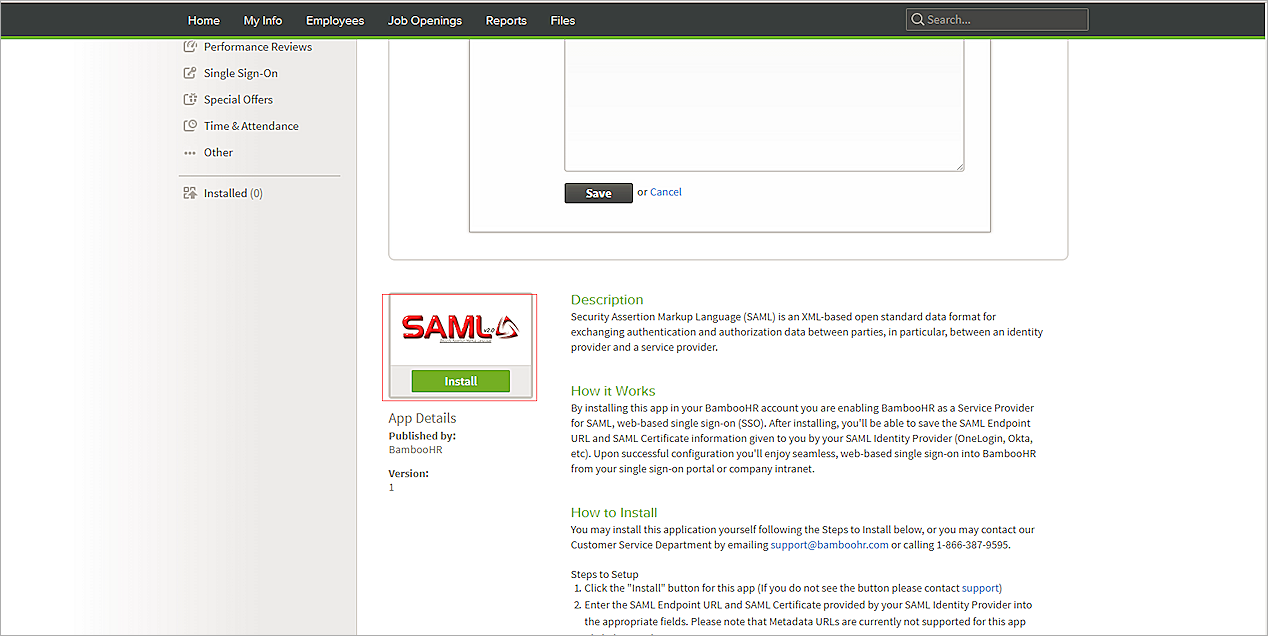 Home My Info Employees Job Openings Reports Files Search...
Performance Reviews
Single Sign-On
Special Offers
Time & Attendance
Other
Installed (0)
Save or Cancel
SAML v2.0
Install
App Details
Published by:
BambooHR
Version:
1
Description
Security Assertion Markup Language (SAML) is an XML-based open standard data format for
exchanging authentication and authorization data between parties, in particular, between an identity
provider and a service provider.
How it Works
By installing this app in your BambooHR account you are enabling BambooHR as a Service Provider
for SAML, web-based single sign-on (SSO). After installing, you'll be able to save the SAML Endpoint
URL and SAML Certificate information given to you by your SAML Identity Provider (OneLogin, Okta,
etc). Upon successful configuration you'll enjoy seamless, web-based single sign-on into BambooHR
from your single sign-on portal or company intranet.
How to Install
You may install this application yourself following the Steps to Install below, or you may contact our
Customer Service Department by emailing support@bamboohr.com or calling 1-866-387-9595.
Steps to Setup
1. Click the "Install" button for this app (If you do not see the button please contact support)
2. Enter the SAML Endpoint URL and SAML Certificate provided by your SAML Identity Provider into
the appropriate fields. Please note that Metadata URLs are currently not supported for this app